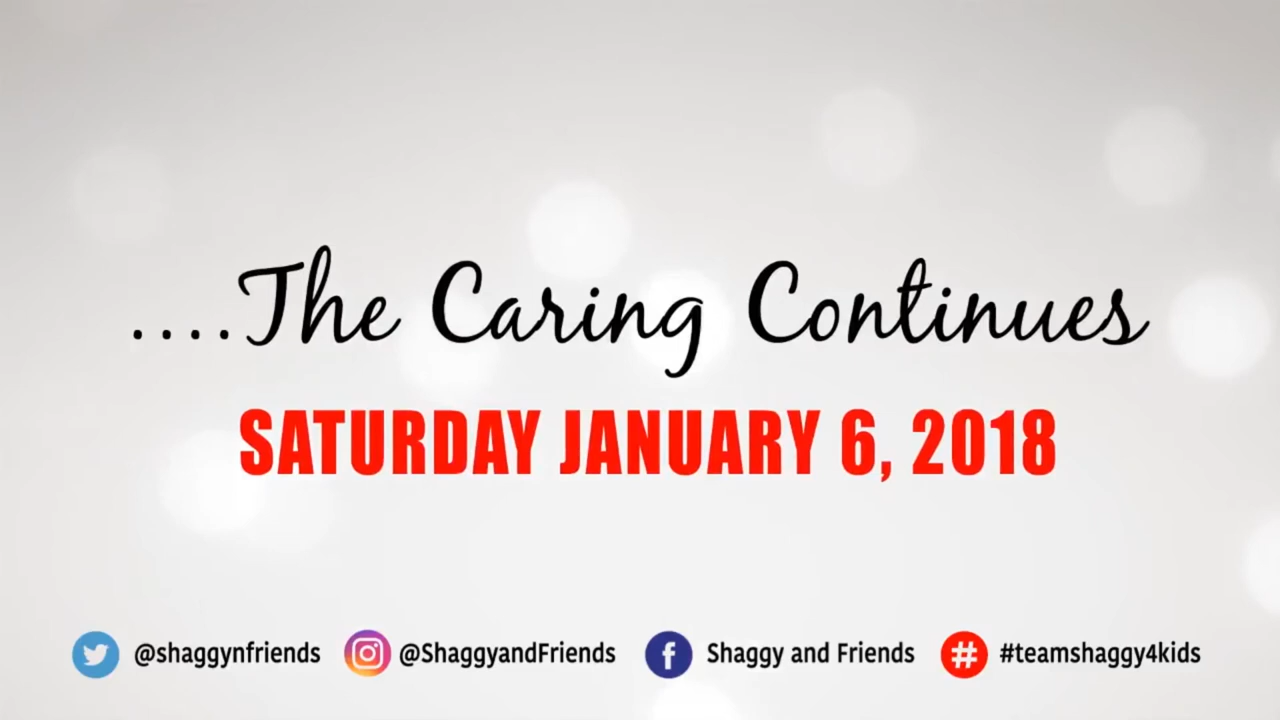 ....The Caring Continues
SATURDAY JANUARY 6, 2018
@shaggynfriends @ShaggyandFriends Shaggy and Friends # #teamshaggy4kids